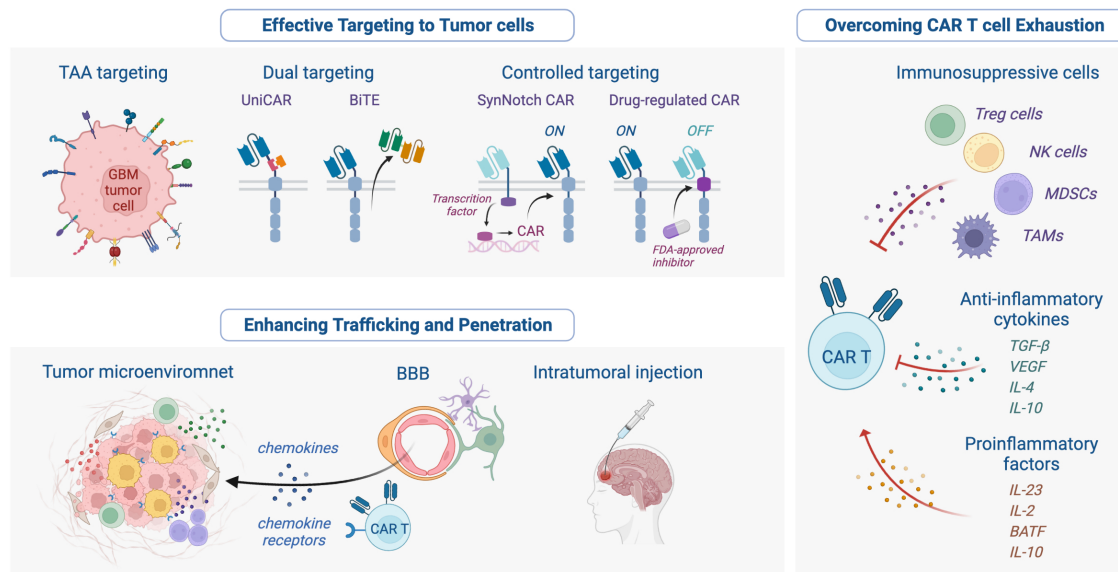 Effective Targeting to Tumor cells
TAA targeting
GBM
tumor
cell
Dual targeting
UniCAR
BiTE
Controlled targeting
SynNotch CAR
ON
Transcrition
factor
CAR
Drug-regulated CAR
ON
OFF
FDA-approved
inhibitor
Enhancing Trafficking and Penetration
Tumor microenviromnet
BBB
chemokines
chemokine
receptors
CAR T
Intratumoral injection
Overcoming CAR T cell Exhaustion
Immunosuppressive cells
Treg cells
NK cells
MDSCs
TAMs
CAR T
Anti-inflammatory
cytokines
TGF-β
VEGF
IL-4
IL-10
Proinflammatory
factors
IL-23
IL-2
BATF
IL-10